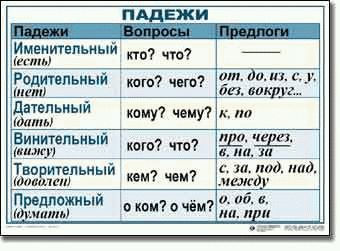 ПАДЕЖИ
Падежи Вопросы Предлоги
Именительный
(есть) кто? что? ———
Родительный
(нет) кого? чего? от, до, из, с, у,
без, вокруг...
Дательный
(дать) кому? чему? к, по
Винительный
(вижу) кого? что? про, через,
в, на, за
Творительный
(доволен) кем? чем? с, за, под, над,
между
Предложный
(думать) о ком? о чём? о, об, в,
на, при